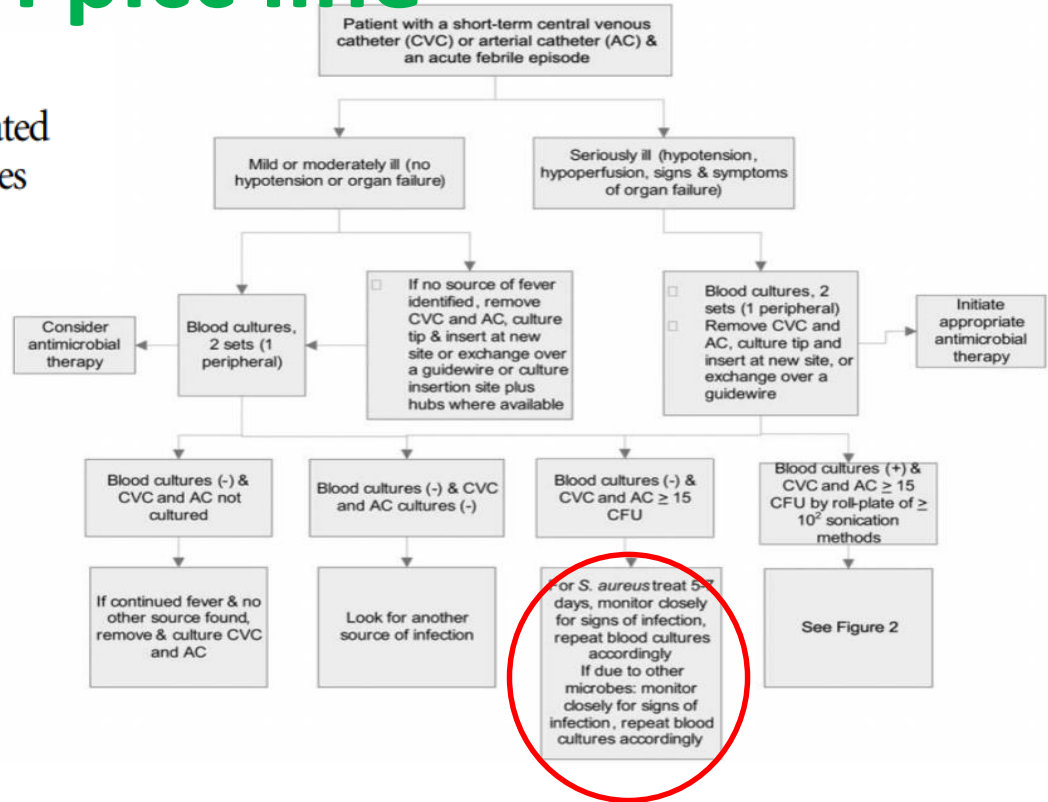 picc line
Patient with a short-term central venous
catheter (CVC) or arterial catheter (AC) &
an acute febrile episode
ated
es
Mild or moderately ill (no
hypotension or organ failure)
Seriously ill (hypotension,
hypoperfusion, signs & symptoms
of organ failure)
Consider
antimicrobial
therapy
Blood cultures,
2 sets (1
peripheral)
If no source of fever
identified, remove
CVC and AC, culture
tip & insert at new
site or exchange over
a guidewire or culture
insertion site plus
hubs where available
Blood cultures, 2
sets (1 peripheral)
Remove CVC and
AC, culture tip and
insert at new site, or
exchange over a
guidewire
Initiate
appropriate
antimicrobial
therapy
Blood cultures (-) &
CVC and AC not
cultured
Blood cultures (-) & CVC
and AC cultures (-)
Blood cultures (-) &
CVC and AC ≥ 15
CFU
Blood cultures (+) &
CVC and AC ≥ 15
CFU by roll-plate of ≥
10² sonication
methods
If continued fever & no
other source found,
remove & culture CVC
and AC
Look for another
source of infection
For S. aureus treat 5-7
days, monitor closely
for signs of infection,
repeat blood cultures
accordingly
If due to other
microbes: monitor
closely for signs of
infection, repeat blood
cultures accordingly
See Figure 2